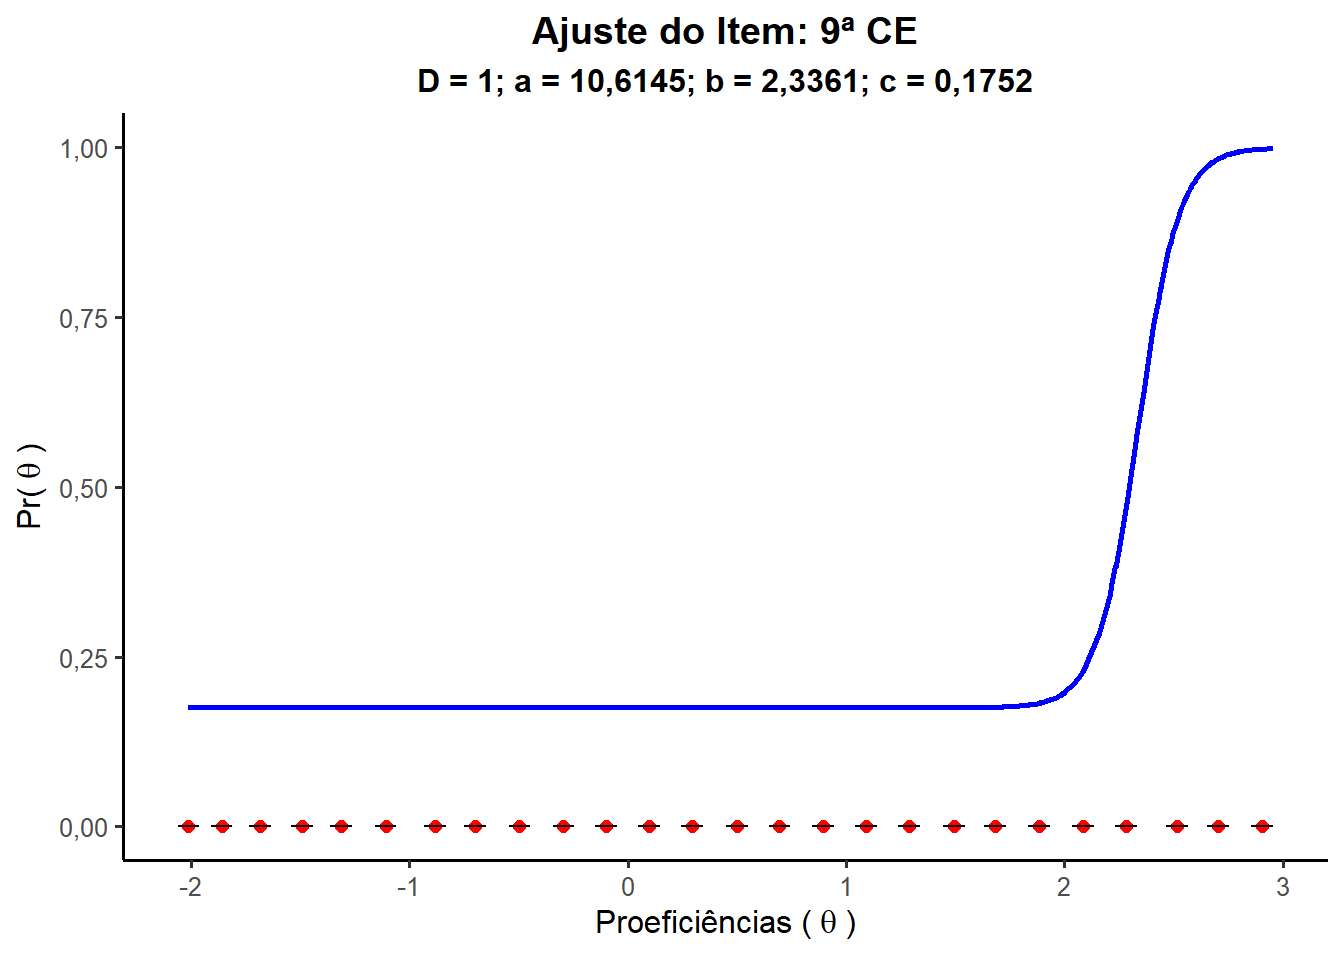 Ajuste do Item: 9ª CE
D = 1; a = 10,6145; b = 2,3361; c = 0,1752
1,00
0,75
0,50
0,25
0,00
Pr( θ )
-2 -1 0 1 2 3
Proeficiências ( θ )